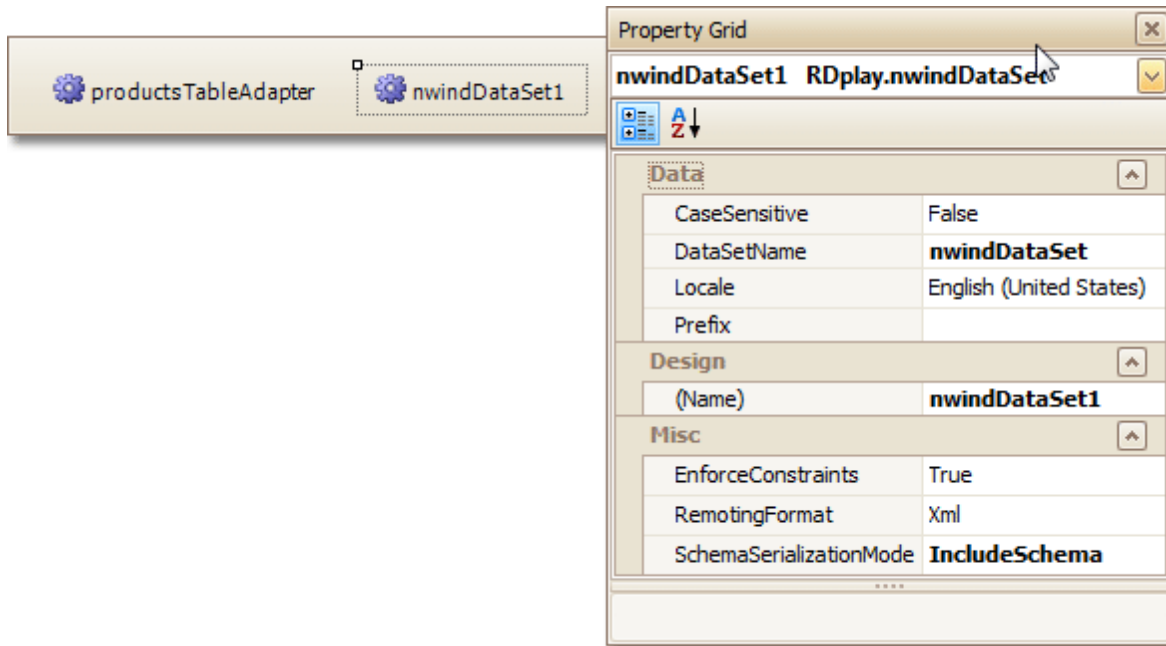 productsTableAdapter nwindDataSet1
Property Grid
nwindDataSet1 RDplay.nwindDataSet
Data
CaseSensitive False
DataSetName nwindDataSet
Locale English (United States)
Prefix
Design
(Name) nwindDataSet1
Misc
EnforceConstraints True
RemotingFormat Xml
SchemaSerializationMode IncludeSchema